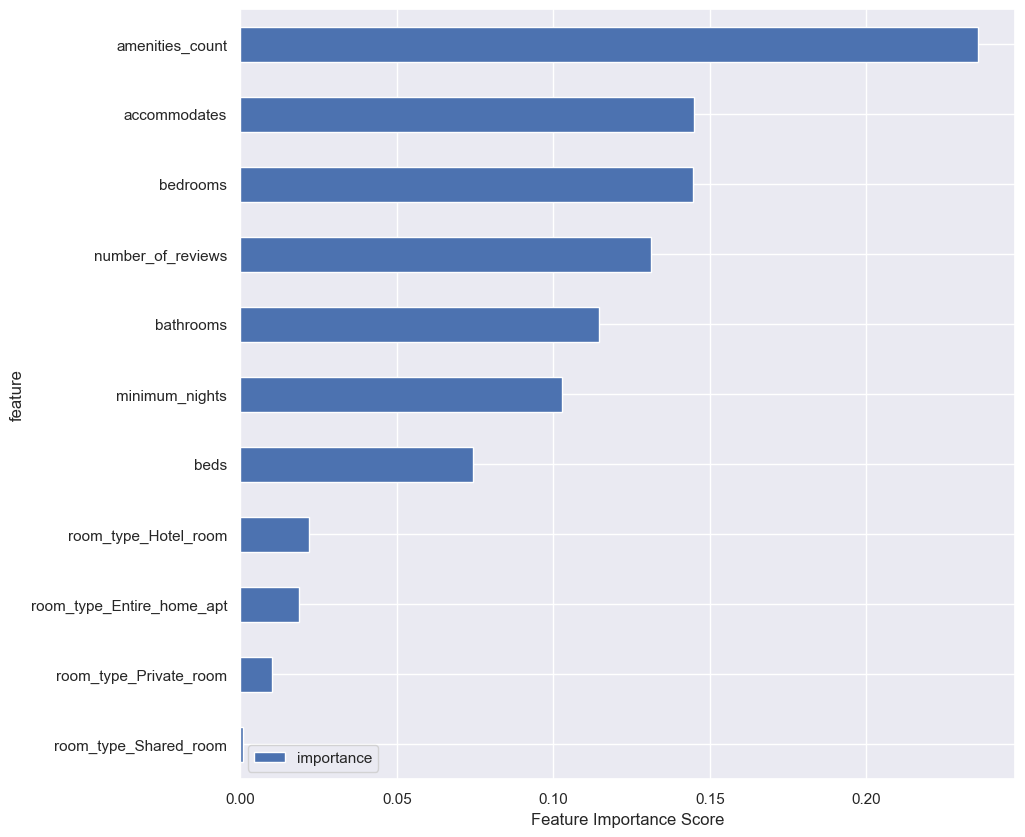 amenities_count
accommodates
bedrooms
number_of_reviews
bathrooms
minimum_nights
beds
room_type_Hotel_room
room_type_Entire_home_apt
room_type_Private_room
room_type_Shared_room
feature
importance
0.00 0.05 0.10 0.15 0.20
Feature Importance Score